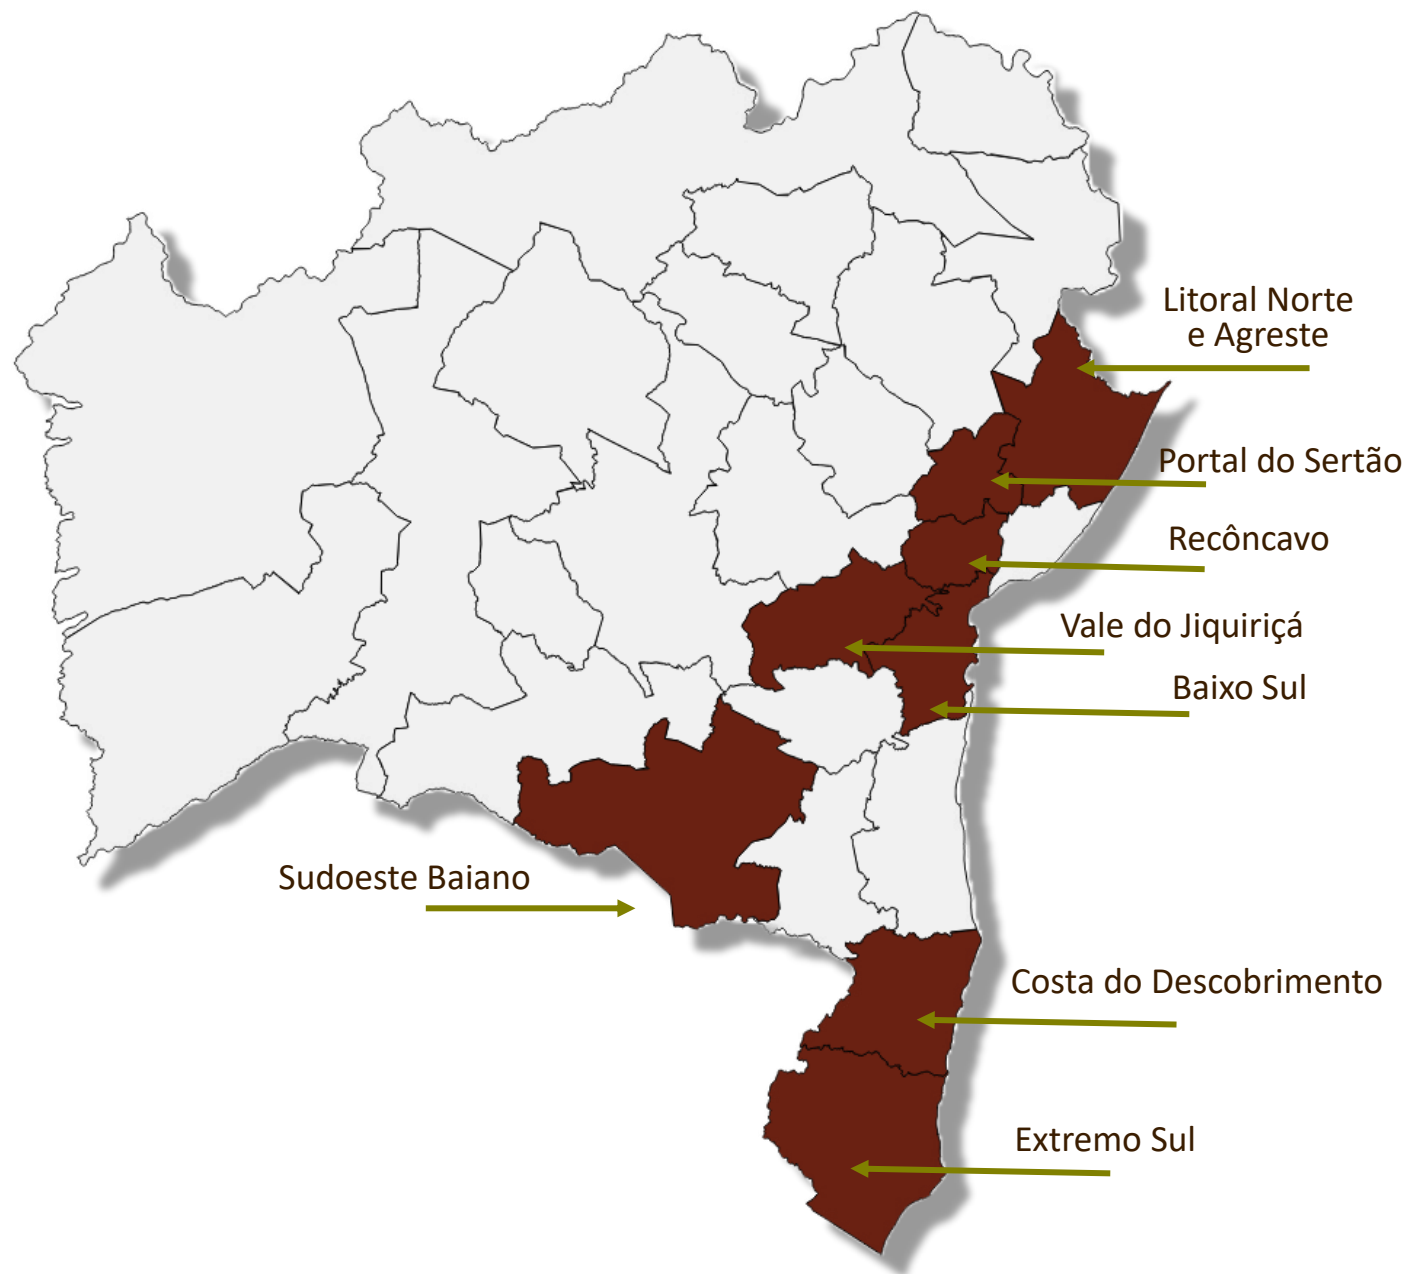 Litoral Norte
e Agreste
Portal do Sertão
Recôncavo
Vale do Jiquiriçá
Baixo Sul
Sudoeste Baiano
Costa do Descobrimento
Extremo Sul